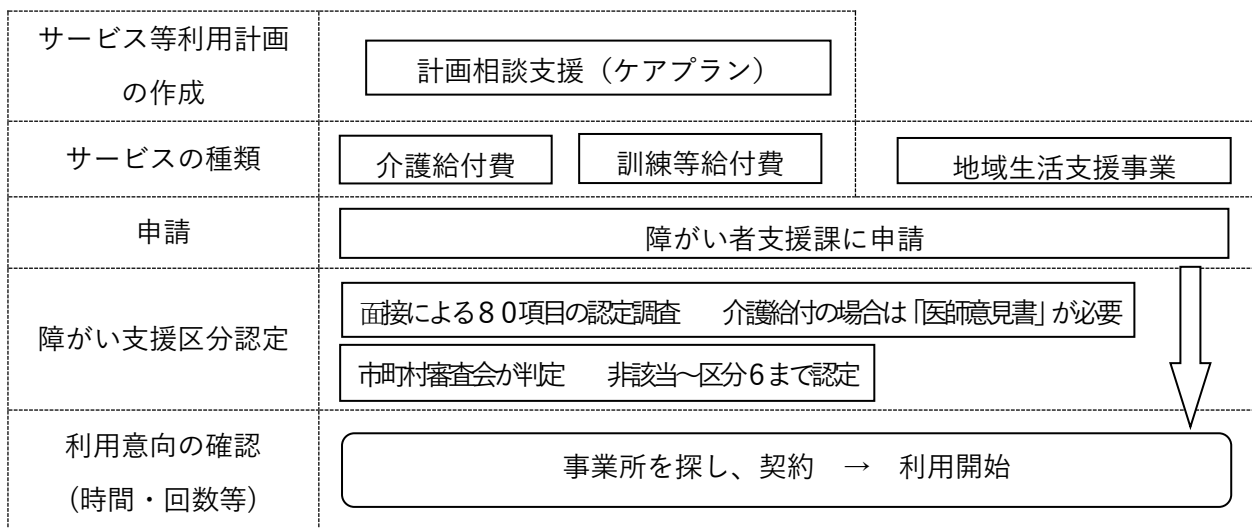 サービス等利用計画
の作成
計画相談支援（ケアプラン）
サービスの種類
介護給付費
訓練等給付費
地域生活支援事業
申請
障がい者支援課に申請
障がい支援区分認定
面接による８０項目の認定調査　介護給付の場合は「医師意見書」が必要
市町村審査会が判定　非該当～区分６まで認定
利用意向の確認
（時間・回数等）
事業所を探し、契約　→　利用開始